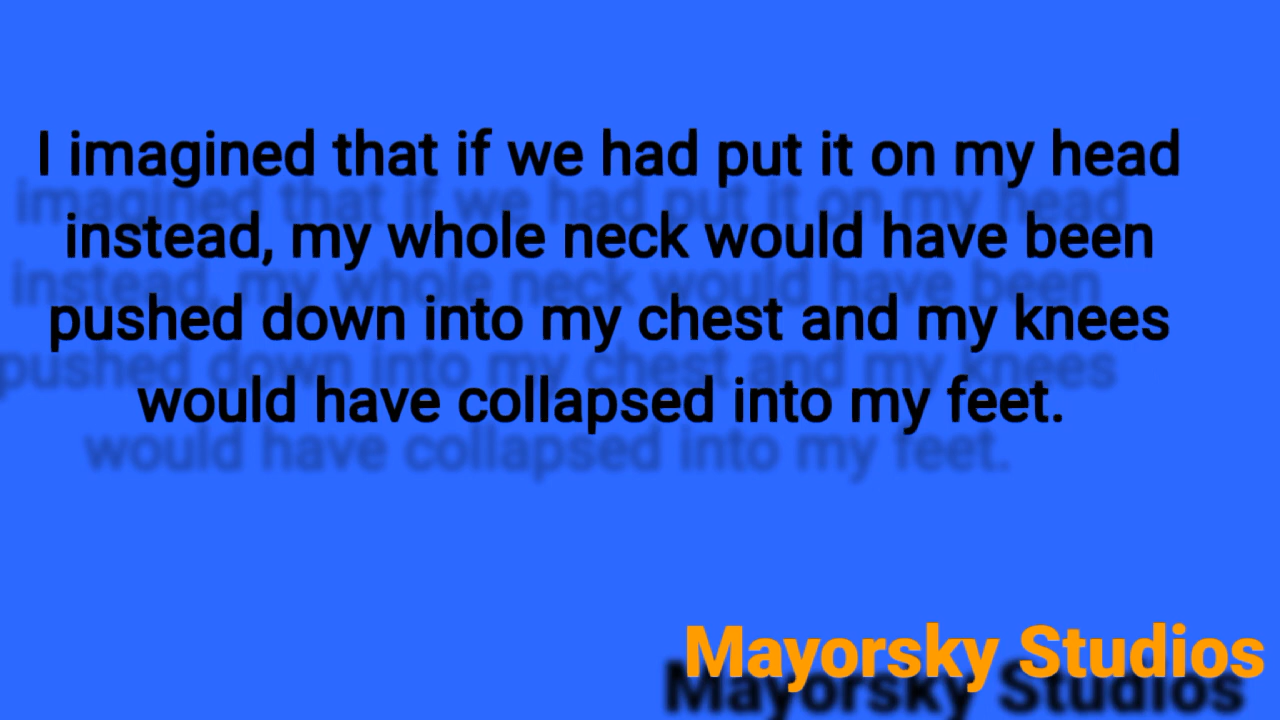 I imagined that if we had put it on my head
instead, my whole neck would have been
pushed down into my chest and my knees
would have collapsed into my feet.
Mayorsky Studios